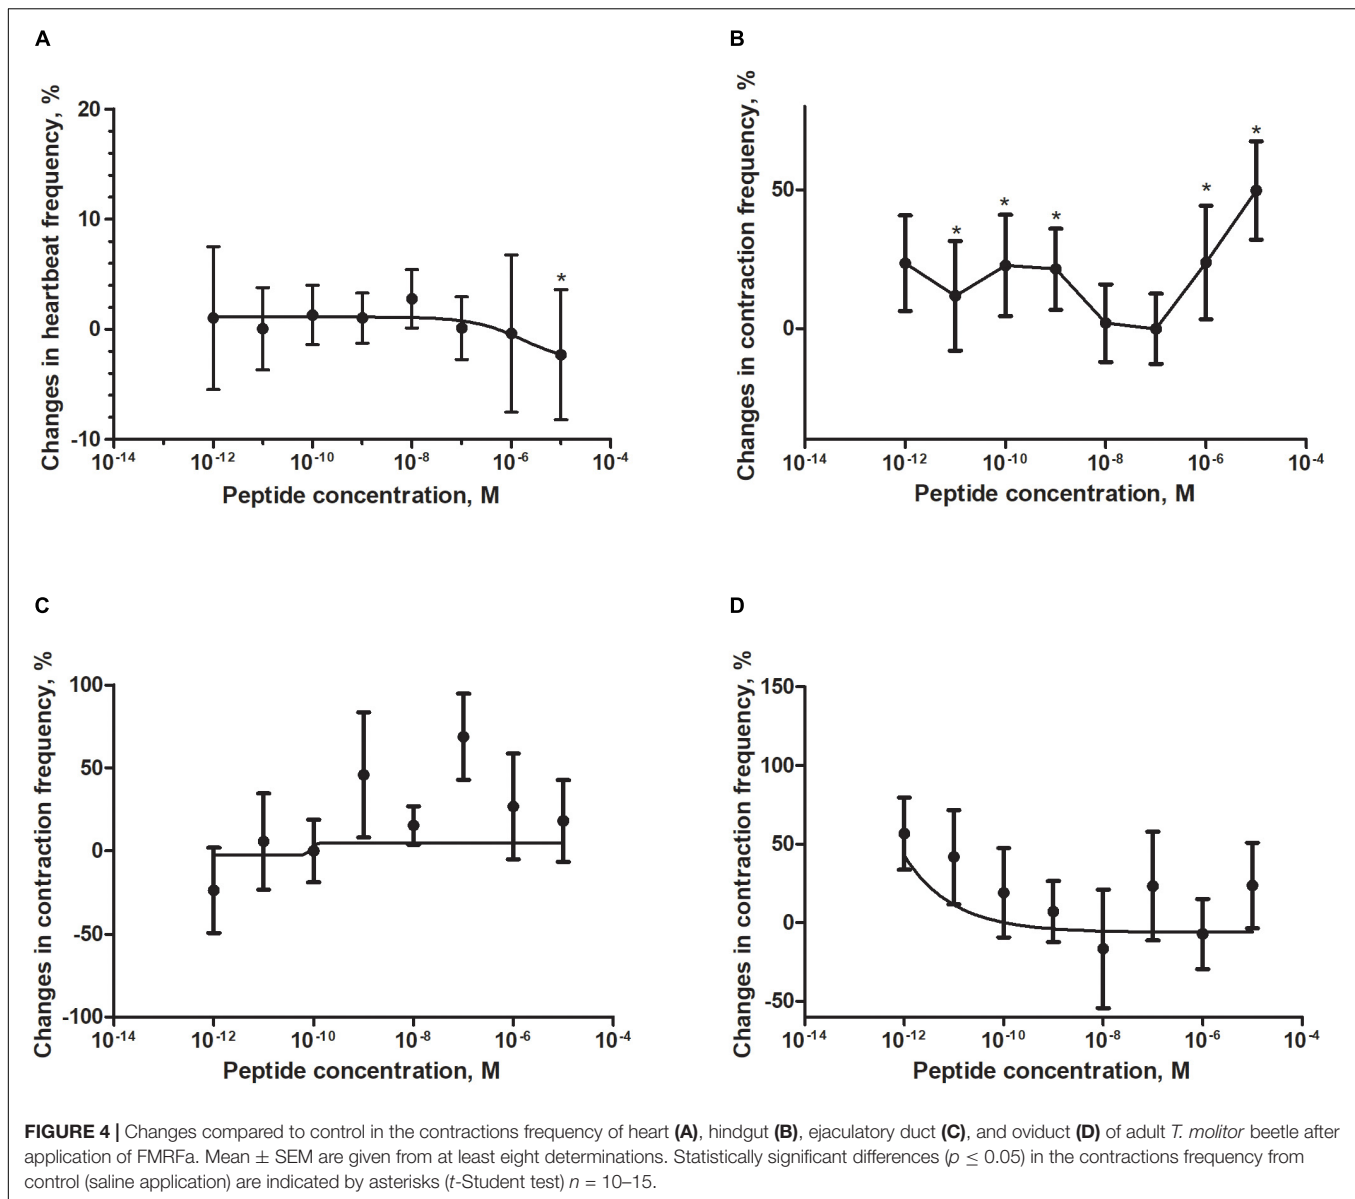 A
Changes in heartbeat frequency, %
20
10
0
-10
10-14 10-12 10-10 10-8 10-6 10-4
Peptide concentration, M
*
B
Changes in contraction frequency, %
50
0
10-14 10-12 10-10 10-8 10-6 10-4
Peptide concentration, M
* * * * *
C
Changes in contraction frequency, %
100
50
0
-50
-100
10-14 10-12 10-10 10-8 10-6 10-4
Peptide concentration, M
D
Changes in contraction frequency, %
150
100
50
0
-50
10-14 10-12 10-10 10-8 10-6 10-4
Peptide concentration, M
FIGURE 4 | Changes compared to control in the contractions frequency of heart (A), hindgut (B), ejaculatory duct (C), and oviduct (D) of adult T. molitor beetle after
application of FMRFa. Mean ± SEM are given from at least eight determinations. Statistically significant differences (p ≤ 0.05) in the contractions frequency from
control (saline application) are indicated by asterisks (t-Student test) n = 10–15.